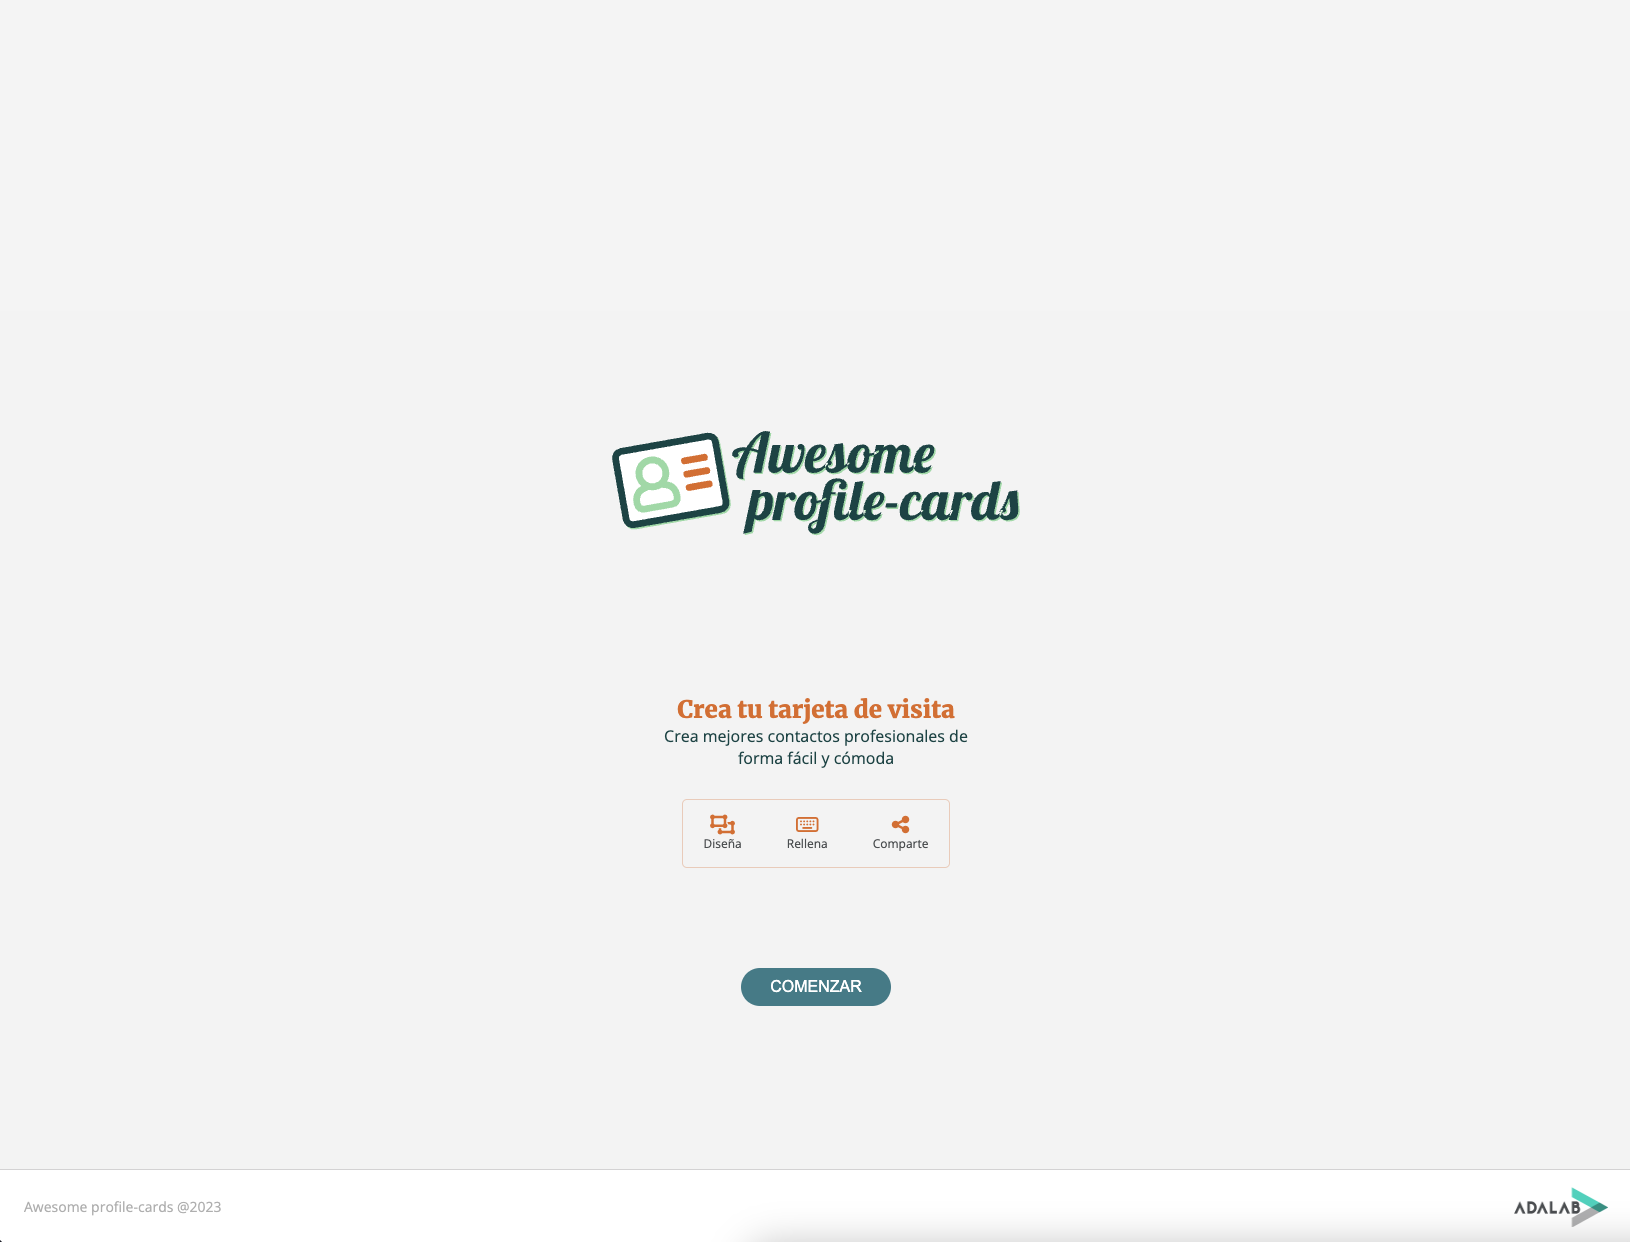 Awesome
profile-cards
Crea tu tarjeta de visita
Crea mejores contactos profesionales de
forma fácil y cómoda
Diseña
Rellena
Comparte
COMENZAR
Awesome profile-cards @2023
ADALAB